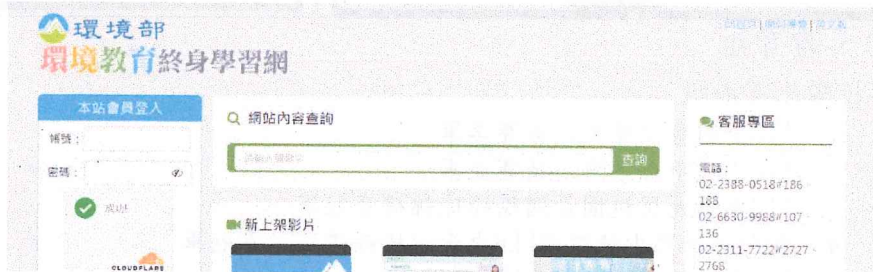 環境部
環境教育終身學習網
本站會員登入
帳號：
密碼：
成功!
CLOUDFLARE
網站內容查詢
查詢
新上架影片
客服專區
電話：
02-2388-0518#186、
188
02-6630-9988#107、
136
02-2311-7722#2727、
2768